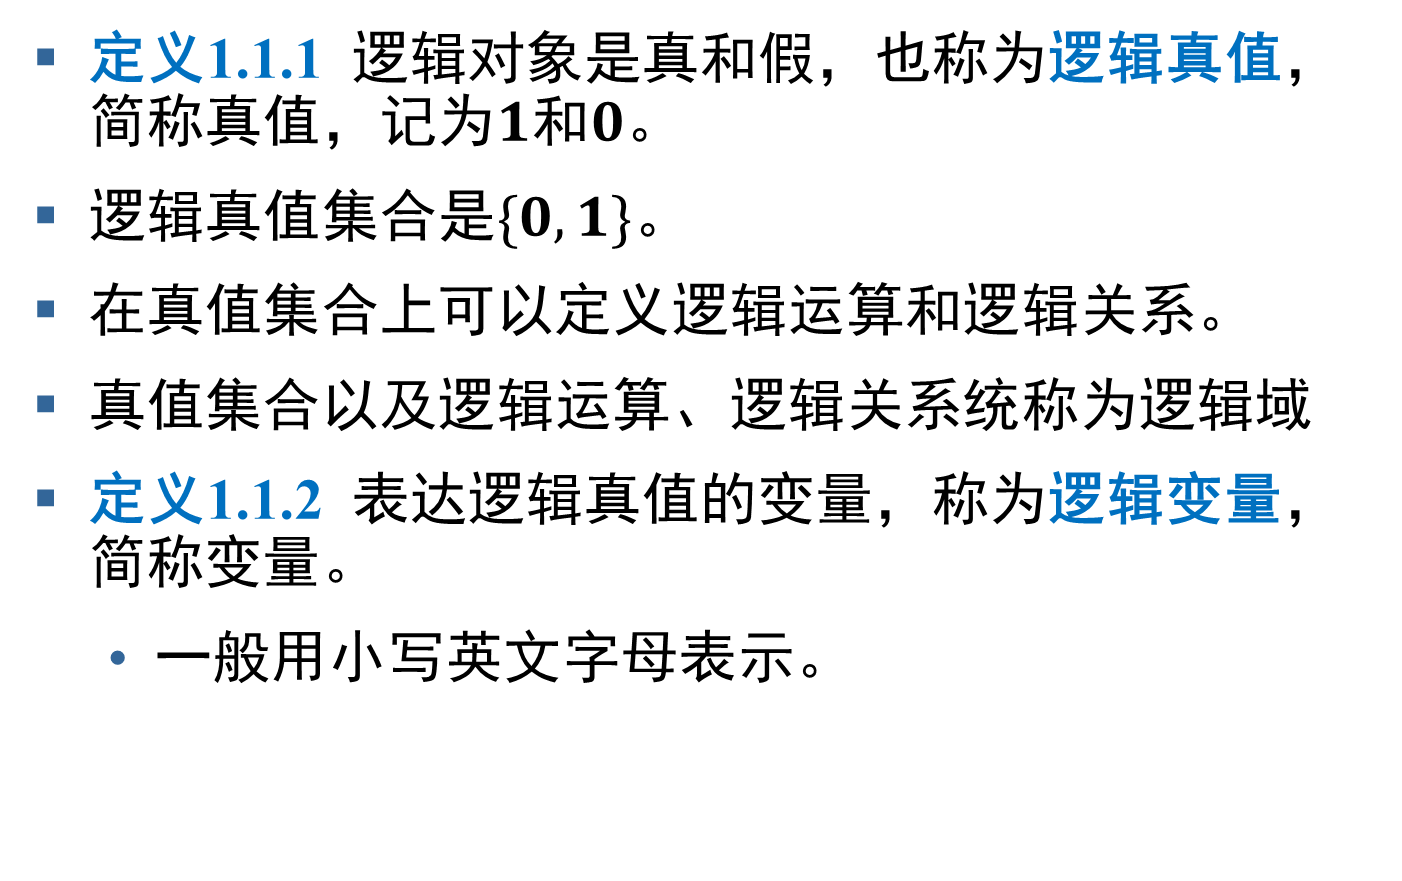 ▪ 定义1.1.1 逻辑对象是真和假，也称为逻辑真值，
简称真值，记为1和0。
▪ 逻辑真值集合是{0, 1}。
▪ 在真值集合上可以定义逻辑运算和逻辑关系。
▪ 真值集合以及逻辑运算、逻辑关系统称为逻辑域
▪ 定义1.1.2 表达逻辑真值的变量，称为逻辑变量，
简称变量。
• 一般用小写英文字母表示。